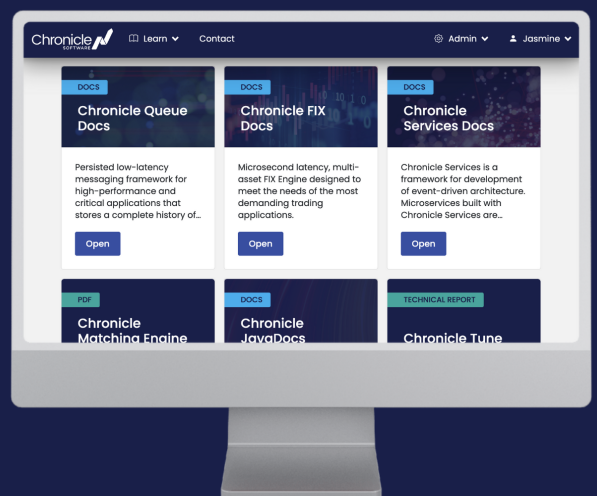 Chronicle
SOFTWARE
Learn
Contact
Admin
Jasmine
DOCS
Chronicle Queue
Docs
Persisted low-latency
messaging framework for
high-performance and
critical applications that
stores a complete history of...
Open
DOCS
Chronicle FIX
Docs
Microsecond latency, multi-
asset FIX Engine designed to
meet the needs of the most
demanding trading
applications.
Open
DOCS
Chronicle
Services Docs
Chronicle Services is a
framework for development
of event-driven architecture.
Microservices built with
Chronicle Services are...
Open
PDF
Chronicle
Matching Engine
DOCS
Chronicle
JavaDocs
TECHNICAL REPORT
Chronicle Tune